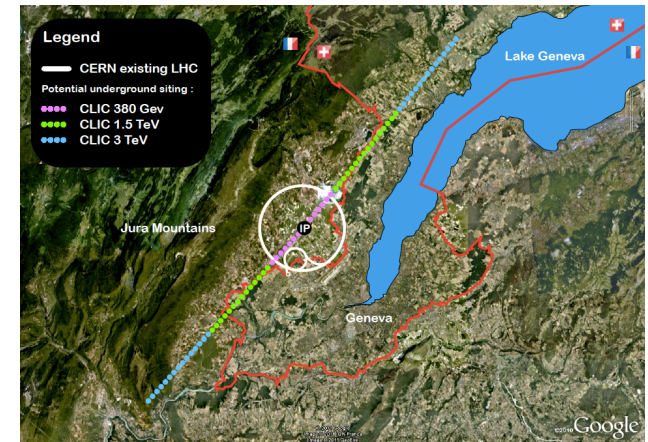 Legend
CERN existing LHC
Potential underground siting :
CLIC 380 Gev
CLIC 1.5 TeV
CLIC 3 TeV
Lake Geneva
Jura Mountains
IP
Geneva
©2010 Google